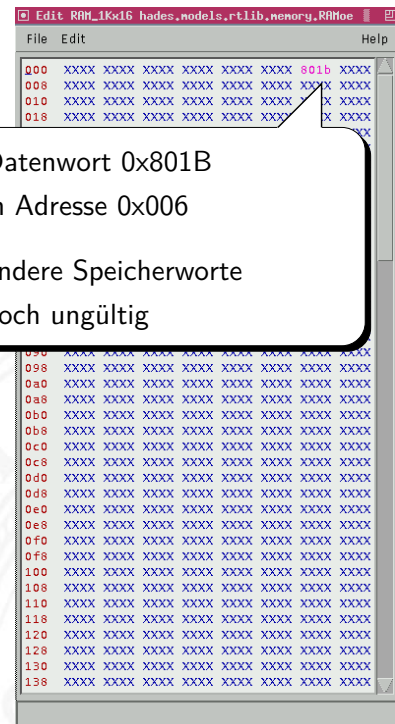 Edit RAM_1Kx16 hades.models.rtlib.memory.RAMoe
File Edit Help
000 XXXX XXXX XXXX XXXX XXXX XXXX 801b XXXX
008 XXXX XXXX XXXX XXXX XXXX XXXX XXXX XXXX
010 XXXX XXXX XXXX XXXX XXXX XXXX XXXX XXXX
018 XXXX XXXX XXXX XXXX XXXX XXXX XXXX
Datenwort 0x801B
n Adresse 0x006
ndere Speicherworte
och ungültig
090 XXXX XXXX XXXX XXXX XXXX XXXX XXXX XXXX
098 XXXX XXXX XXXX XXXX XXXX XXXX XXXX XXXX
0a0 XXXX XXXX XXXX XXXX XXXX XXXX XXXX XXXX
0a8 XXXX XXXX XXXX XXXX XXXX XXXX XXXX XXXX
0b0 XXXX XXXX XXXX XXXX XXXX XXXX XXXX XXXX
0b8 XXXX XXXX XXXX XXXX XXXX XXXX XXXX XXXX
0c0 XXXX XXXX XXXX XXXX XXXX XXXX XXXX XXXX
0c8 XXXX XXXX XXXX XXXX XXXX XXXX XXXX XXXX
0d0 XXXX XXXX XXXX XXXX XXXX XXXX XXXX XXXX
0d8 XXXX XXXX XXXX XXXX XXXX XXXX XXXX XXXX
0e0 XXXX XXXX XXXX XXXX XXXX XXXX XXXX XXXX
0e8 XXXX XXXX XXXX XXXX XXXX XXXX XXXX XXXX
0f0 XXXX XXXX XXXX XXXX XXXX XXXX XXXX XXXX
0f8 XXXX XXXX XXXX XXXX XXXX XXXX XXXX XXXX
100 XXXX XXXX XXXX XXXX XXXX XXXX XXXX XXXX
108 XXXX XXXX XXXX XXXX XXXX XXXX XXXX XXXX
110 XXXX XXXX XXXX XXXX XXXX XXXX XXXX XXXX
118 XXXX XXXX XXXX XXXX XXXX XXXX XXXX XXXX
120 XXXX XXXX XXXX XXXX XXXX XXXX XXXX XXXX
128 XXXX XXXX XXXX XXXX XXXX XXXX XXXX XXXX
130 XXXX XXXX XXXX XXXX XXXX XXXX XXXX XXXX
138 XXXX XXXX XXXX XXXX XXXX XXXX XXXX XXXX